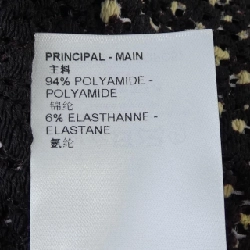 PRINCIPAL - MAIN
主料
94% POLYAMIDE -
POLYAMIDE
锦纶
6% ELASTHANNE -
ELASTANE
氨纶